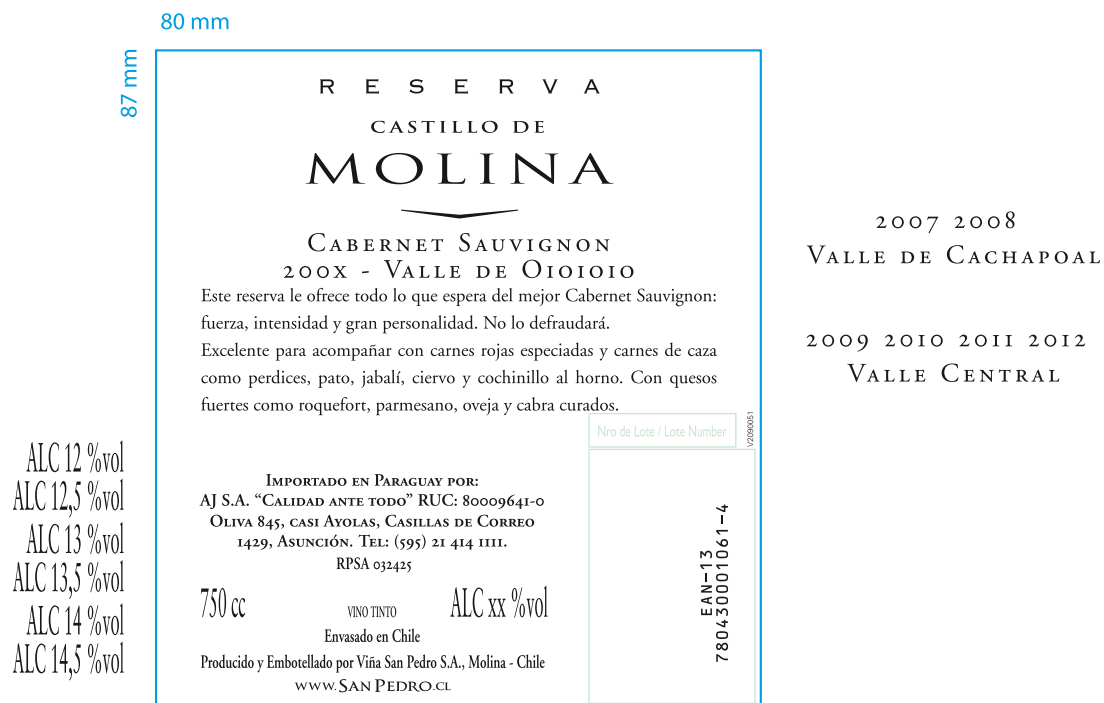 80 mm
87 mm
RESERVA
CASTILLO DE
MOLINA
CABERNET SAUVIGNON
200X - VALLE DE OIOIOIO
Este reserva le ofrece todo lo que espera del mejor Cabernet Sauvignon:
fuerza, intensidad y gran personalidad. No lo defraudará.
Excelente para acompañar con carnes rojas especiadas y carnes de caza
como perdices, pato, jabalí, ciervo y cochinillo al horno. Con quesos
fuertes como roquefort, parmesano, oveja y cabra curados.
Nro de Lote / Lote Number
V2090051
IMPORTADO EN PARAGUAY POR:
AJ S.A. “CALIDAD ANTE TODO” RUC: 80009641-0
OLIVA 845, CASI AYOLAS, CASILLAS DE CORREO
1429, ASUNCIÓN. TEL: (595) 21 414 1111.
RPSA 032425
750 cc
VINO TINTO
ALC xx %vol
Envasado en Chile
Producido y Embotellado por Viña San Pedro S.A., Molina - Chile
WWW.SANPEDRO.CL
EAN-13
780430001061-4
2007 2008
VALLE DE CACHAPOAL
2009 2010 2011 2012
VALLE CENTRAL
ALC 12 %vol
ALC 12,5 %vol
ALC 13 %vol
ALC 13,5 %vol
ALC 14 %vol
ALC 14,5 %vol